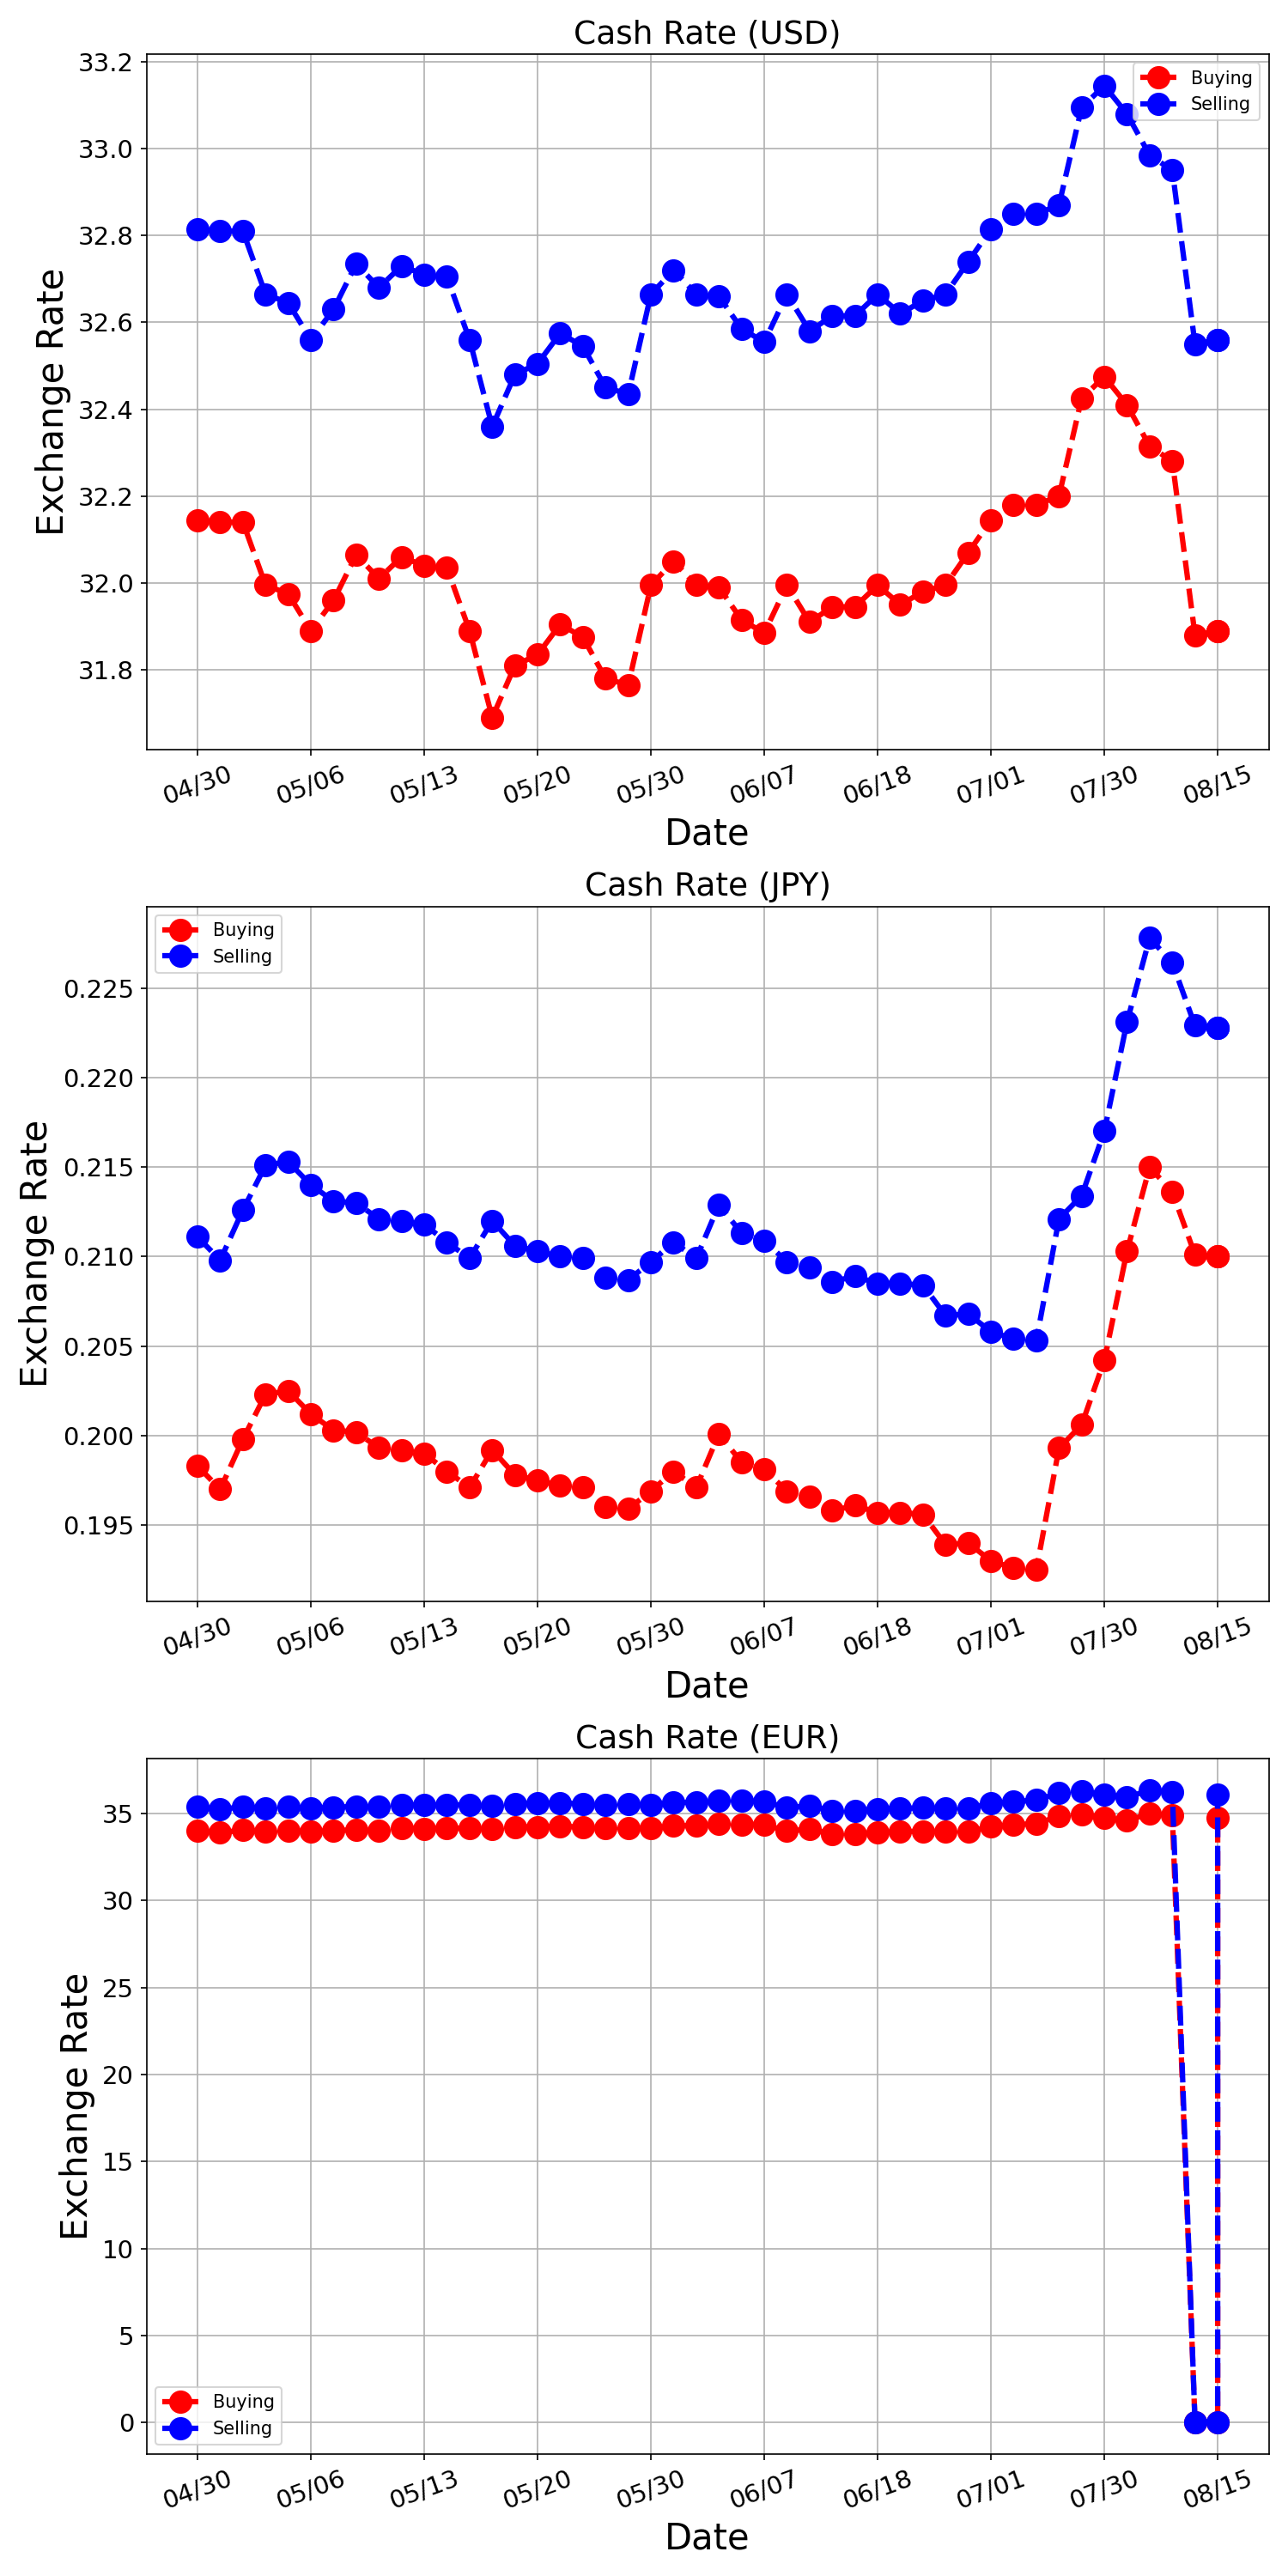 Cash Rate (USD)
33.2
33.0
32.8
32.6
32.4
32.2
32.0
31.8
Exchange Rate
Buying
Selling
04/30 05/06 05/13 05/20 05/30 06/07 06/18 07/01 07/30 08/15
Date
Cash Rate (JPY)
0.225
0.220
0.215
0.210
0.205
0.200
0.195
Exchange Rate
Buying
Selling
04/30 05/06 05/13 05/20 05/30 06/07 06/18 07/01 07/30 08/15
Date
Cash Rate (EUR)
35
30
25
20
15
10
5
0
Exchange Rate
Buying
Selling
04/30 05/06 05/13 05/20 05/30 06/07 06/18 07/01 07/30 08/15
Date